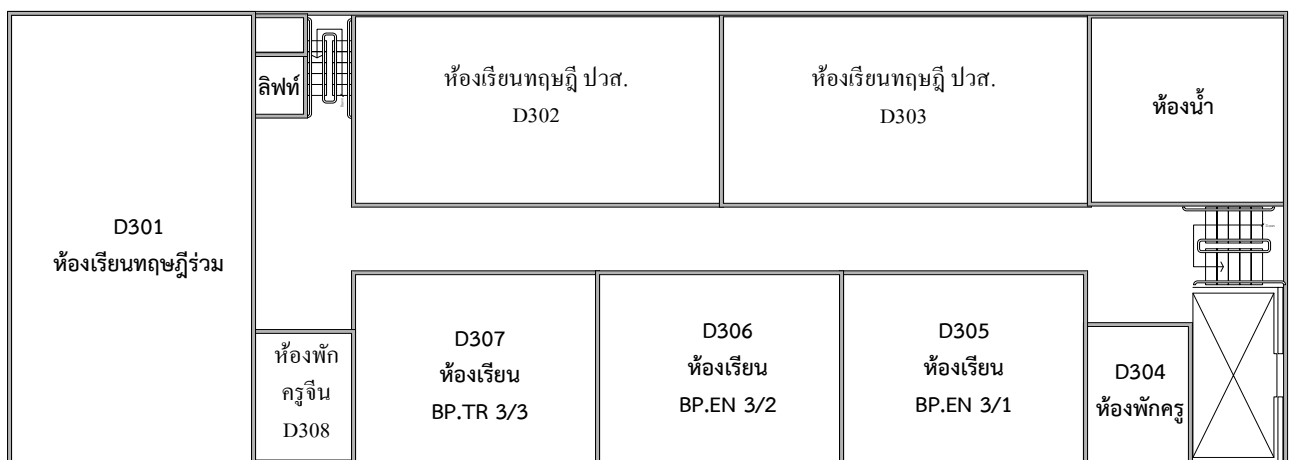 ลิฟท์
ห้องเรียนทฤษฎี ปวส.
D302
ห้องเรียนทฤษฎี ปวส.
D303
ห้องน้ำ
D301
ห้องเรียนทฤษฎีร่วม
ห้องพัก
ครูจีน
D308
D307
ห้องเรียน
BP.TR 3/3
D306
ห้องเรียน
BP.EN 3/2
D305
ห้องเรียน
BP.EN 3/1
D304
ห้องพักครู